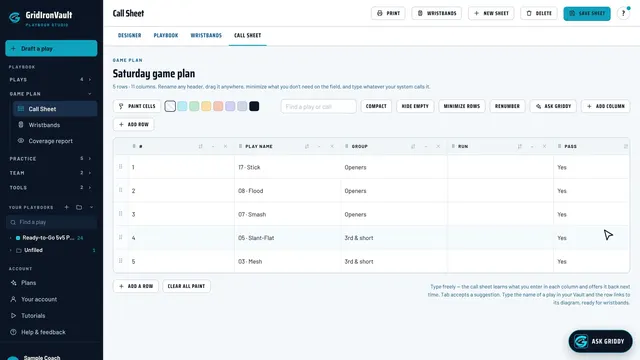 GridIronVault
PLAYBOOK STUDIO
+ Draft a play
PLAYBOOK
PLAYS 4
GAME PLAN
Call Sheet
Wristbands
Coverage report
PRACTICE 5
TEAM 2
TOOLS 3
YOUR PLAYBOOKS
Find a play
Ready-to-Go 5v5 P... 24
Unfiled 1
ACCOUNT
Plans
Your account
Tutorials
Help & feedback
Sample Coach
Call Sheet
PRINT
WRISTBANDS
+ NEW SHEET
DELETE
SAVE SHEET
?
DESIGNER
PLAYBOOK
WRISTBANDS
CALL SHEET
GAME PLAN
Saturday game plan
5 rows · 11 columns. Rename any header, drag it anywhere, minimize what you don't need on the field, and type whatever your system calls it.
PAINT CELLS
Find a play or call
COMPACT
HIDE EMPTY
MINIMIZE ROWS
RENUMBER
ASK GRIDDY
+ ADD COLUMN
+ ADD ROW
# PLAY NAME GROUP RUN PASS
1 17 · Stick Openers Yes
2 08 · Flood Openers Yes
3 07 · Smash Openers Yes
4 05 · Slant-Flat 3rd & short Yes
5 03 · Mesh 3rd & short Yes
+ ADD A ROW
CLEAR ALL PAINT
Type freely — the call sheet learns what you enter in each column and offers it back next
time. Tab accepts a suggestion. Type the name of a play in your Vault and the row links to
its diagram, ready for wristbands.
ASK GRIDDY